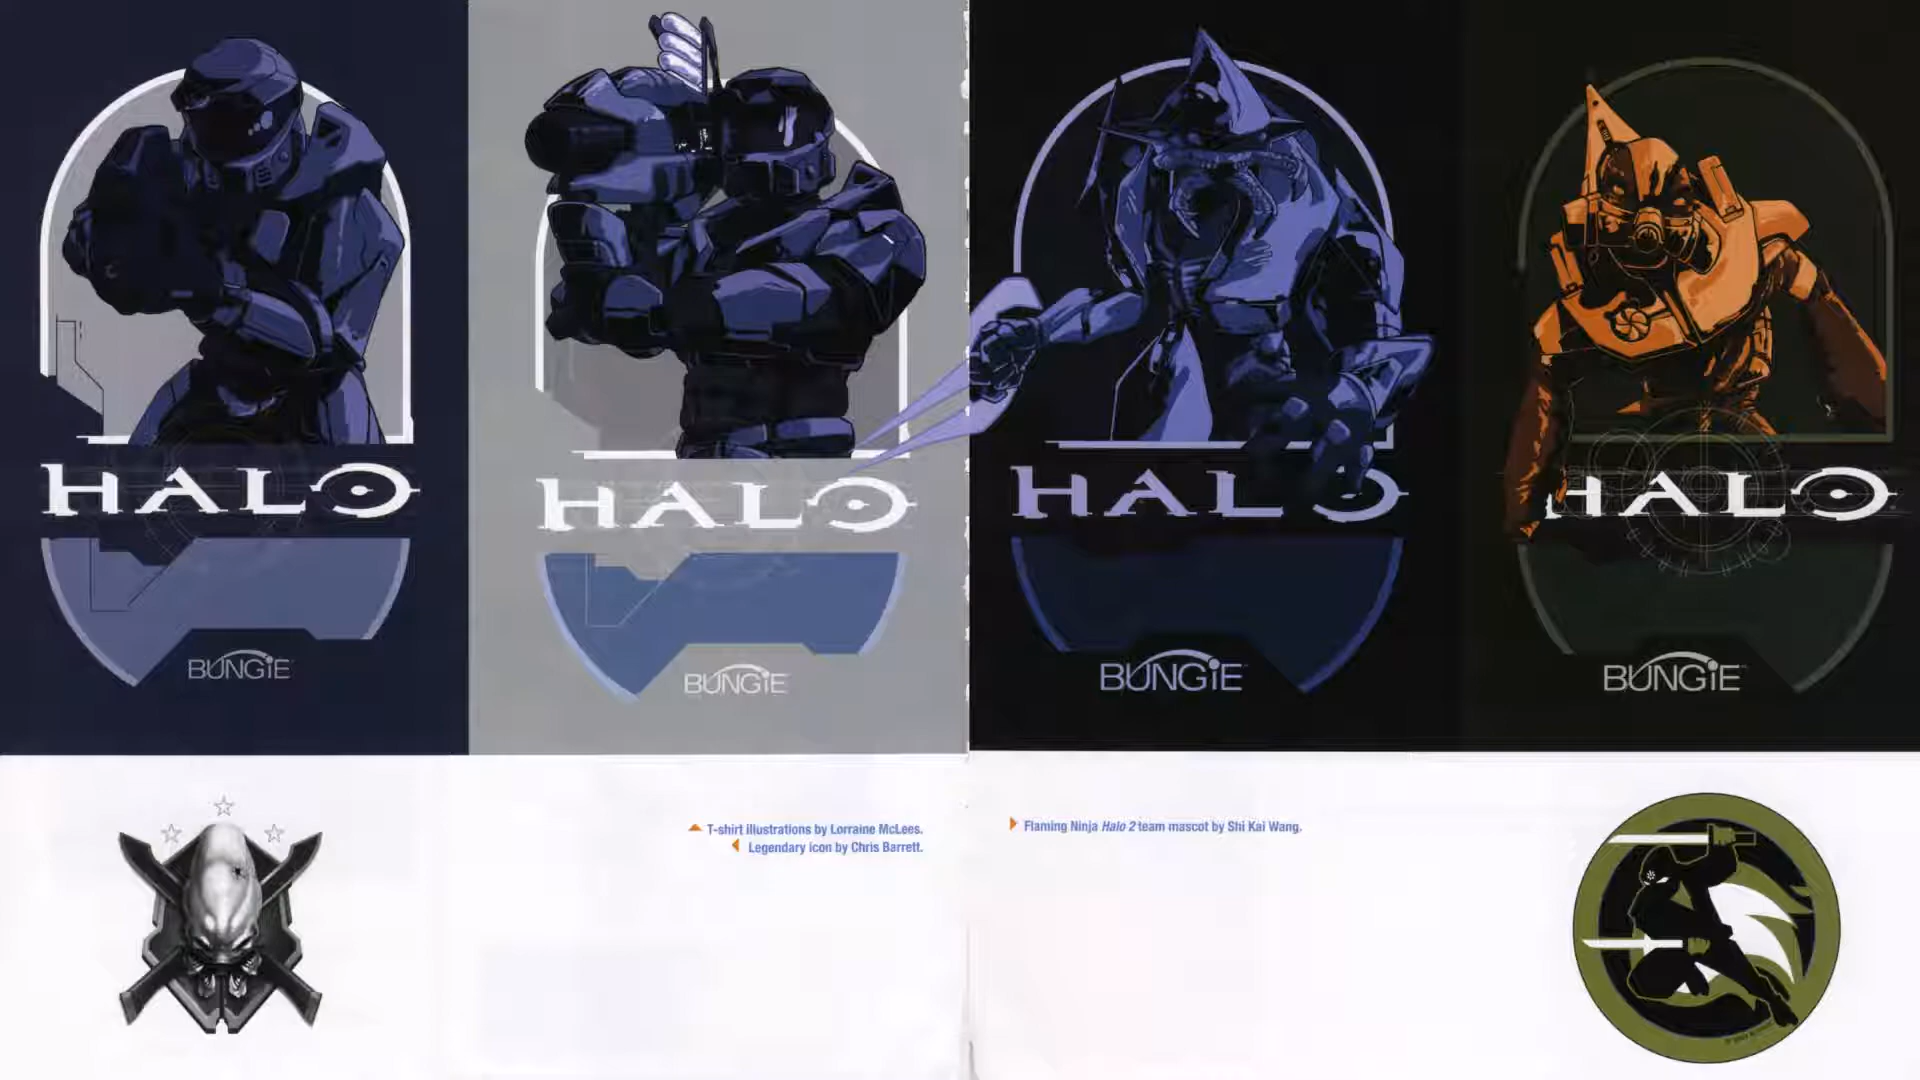 HALO
BUNGIE
HALO
BUNGIE
HALO
BUNGIE
HALO
BUNGIE
T-shirt illustrations by Lorraine McLees.
Legendary icon by Chris Barrett.
Flaming Ninja Halo 2 team mascot by Shi Kai Wang.